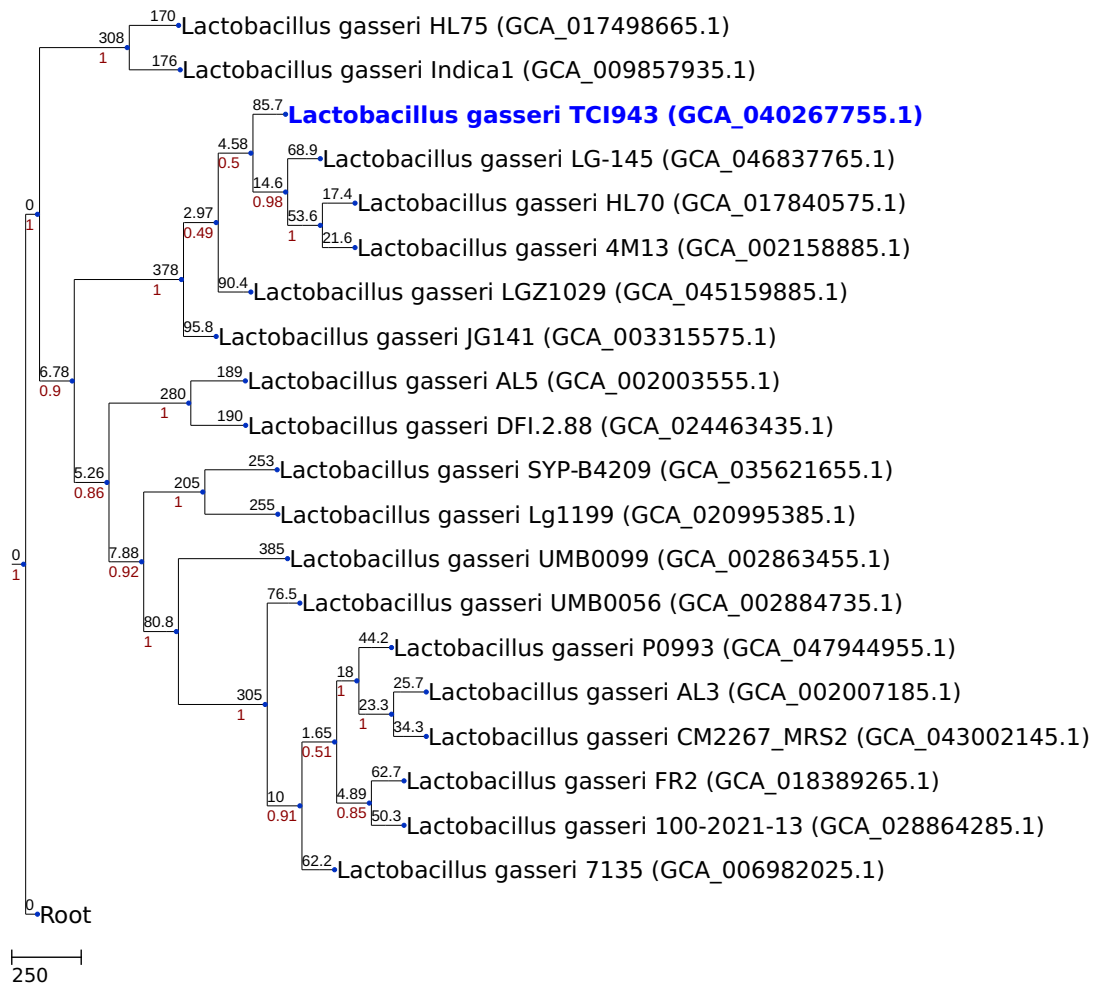 170
Lactobacillus gasseri HL75 (GCA_017498665.1)
308
1
176
Lactobacillus gasseri Indica1 (GCA_009857935.1)
85.7
Lactobacillus gasseri TCI943 (GCA_040267755.1)
4.58
0.5
68.9
Lactobacillus gasseri LG-145 (GCA_046837765.1)
14.6
0.98
17.4
Lactobacillus gasseri HL70 (GCA_017840575.1)
0
1
2.97
0.49
53.6
1
21.6
Lactobacillus gasseri 4M13 (GCA_002158885.1)
378
1
90.4
Lactobacillus gasseri LGZ1029 (GCA_045159885.1)
95.8
Lactobacillus gasseri JG141 (GCA_003315575.1)
6.78
0.9
189
Lactobacillus gasseri AL5 (GCA_002003555.1)
280
1
190
Lactobacillus gasseri DFI.2.88 (GCA_024463435.1)
5.26
0.86
253
Lactobacillus gasseri SYP-B4209 (GCA_035621655.1)
205
1
255
Lactobacillus gasseri Lg1199 (GCA_020995385.1)
0
1
7.88
0.92
385
Lactobacillus gasseri UMB0099 (GCA_002863455.1)
76.5
Lactobacillus gasseri UMB0056 (GCA_002884735.1)
80.8
1
44.2
Lactobacillus gasseri P0993 (GCA_047944955.1)
18
1
25.7
Lactobacillus gasseri AL3 (GCA_002007185.1)
305
1
23.3
1
34.3
Lactobacillus gasseri CM2267_MRS2 (GCA_043002145.1)
1.65
0.51
62.7
Lactobacillus gasseri FR2 (GCA_018389265.1)
10
0.91
4.89
0.85
50.3
Lactobacillus gasseri 100-2021-13 (GCA_028864285.1)
62.2
Lactobacillus gasseri 7135 (GCA_006982025.1)
0
Root
250